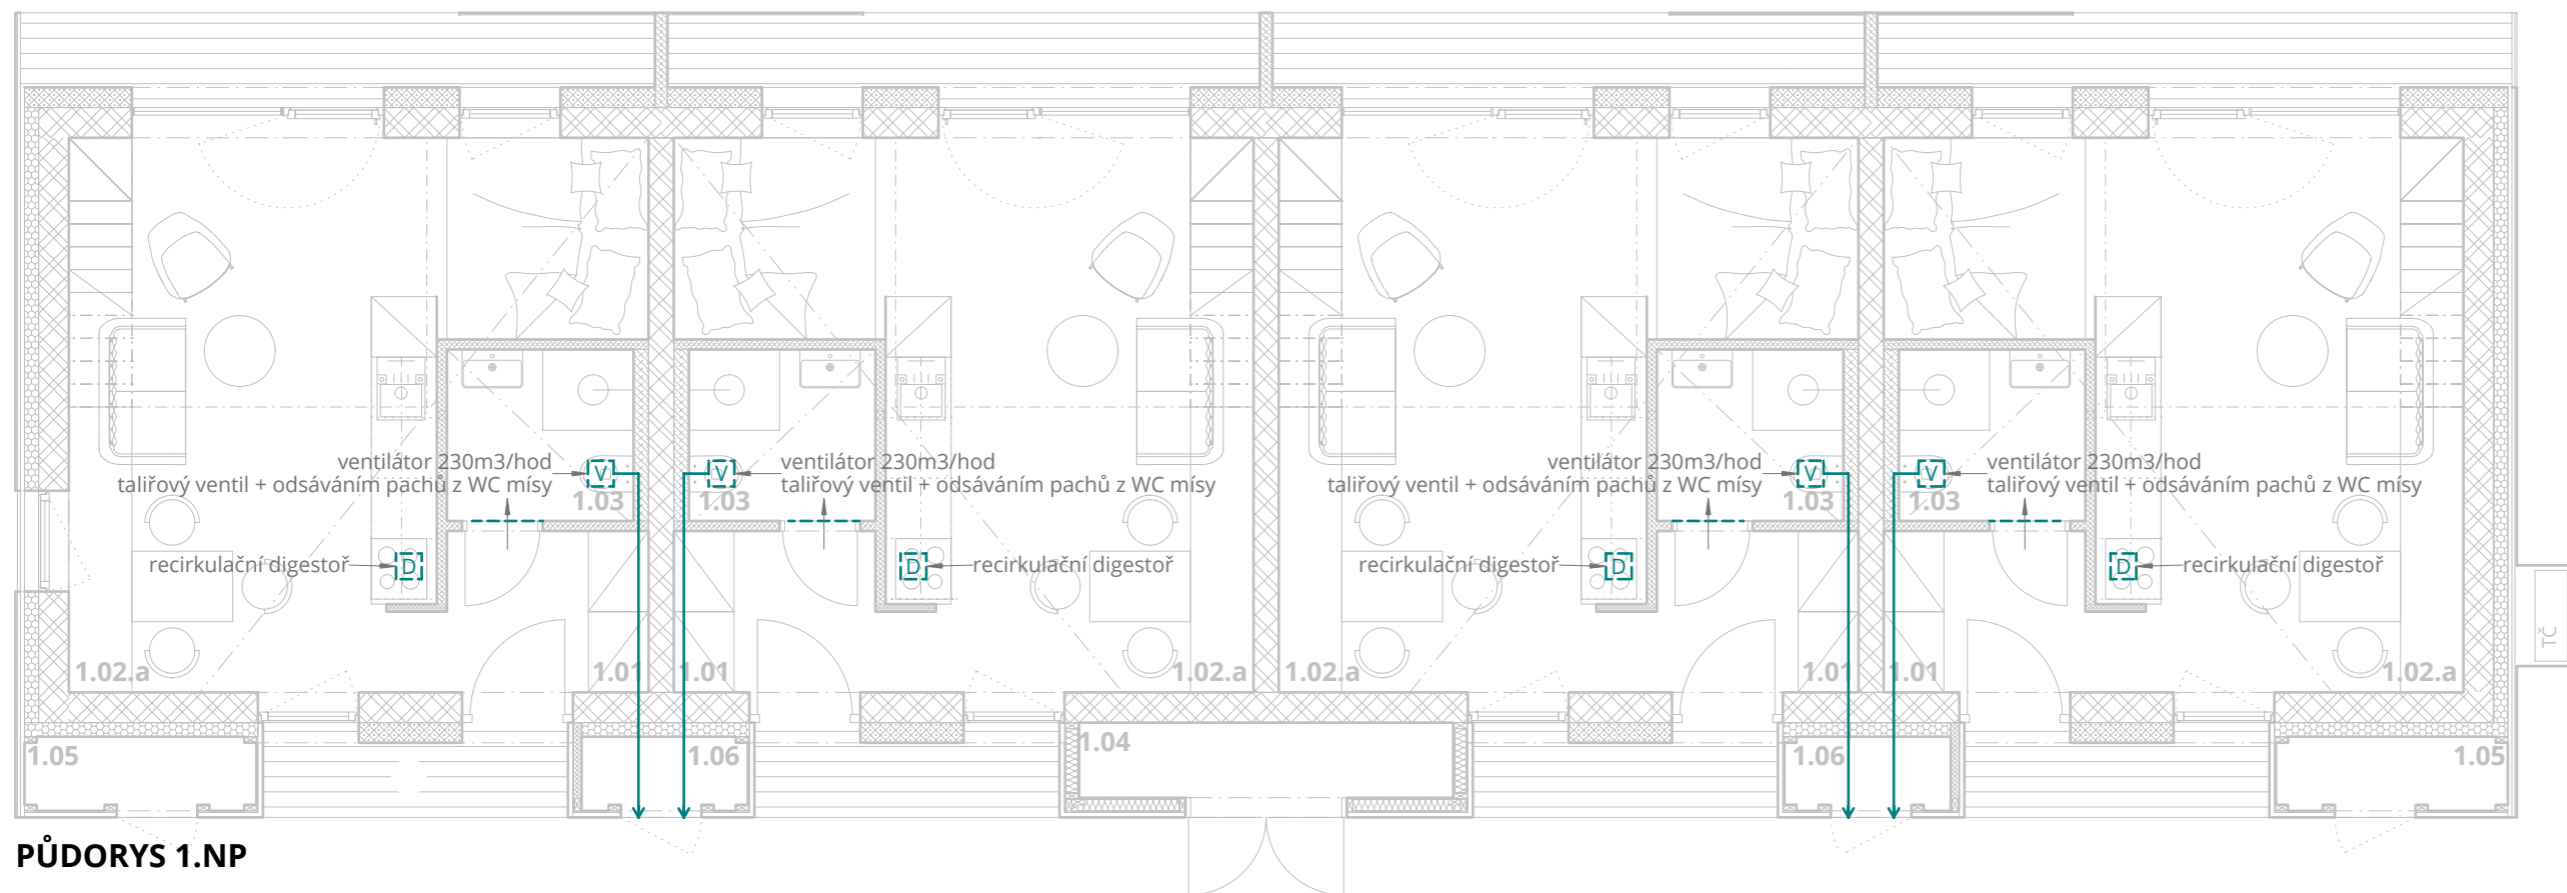 ventilátor 230m3/hod
taliřový ventil + odsáváním pachů z WC mísy
V
1.03
V
1.03
ventilátor 230m3/hod
taliřový ventil + odsáváním pachů z WC mísy
ventilátor 230m3/hod
taliřový ventil + odsáváním pachů z WC mísy
V
1.03
V
1.03
ventilátor 230m3/hod
taliřový ventil + odsáváním pachů z WC mísy
recirkulační digestoř
D
D
recirkulační digestoř
recirkulační digestoř
D
D
recirkulační digestoř
TČ
1.02.a
1.01
1.01
1.02.a
1.02.a
1.01
1.01
1.02.a
1.05
1.06
1.04
1.06
1.05
PŮDORYS 1.NP